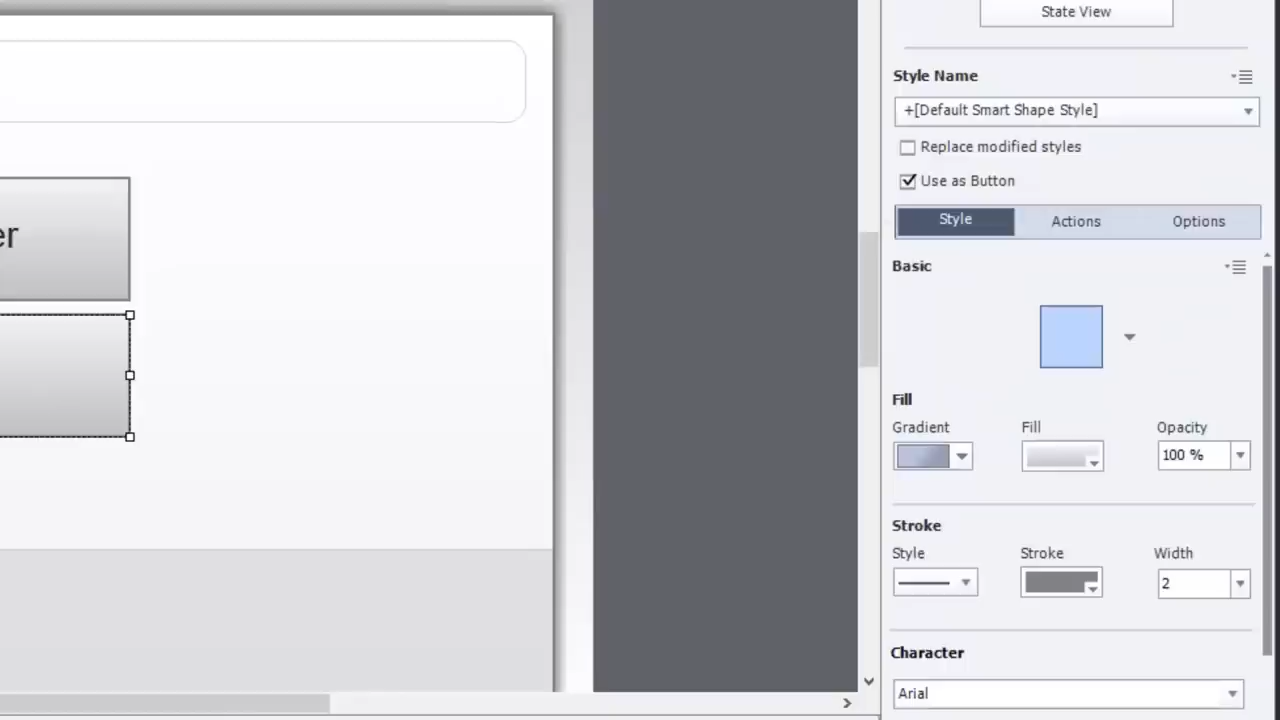 State View
Style Name
+[Default Smart Shape Style]
Replace modified styles
Use as Button
Style Actions Options
er
Basic
Fill
Gradient Fill Opacity
100 %
Stroke
Style Stroke Width
2
Character
Arial